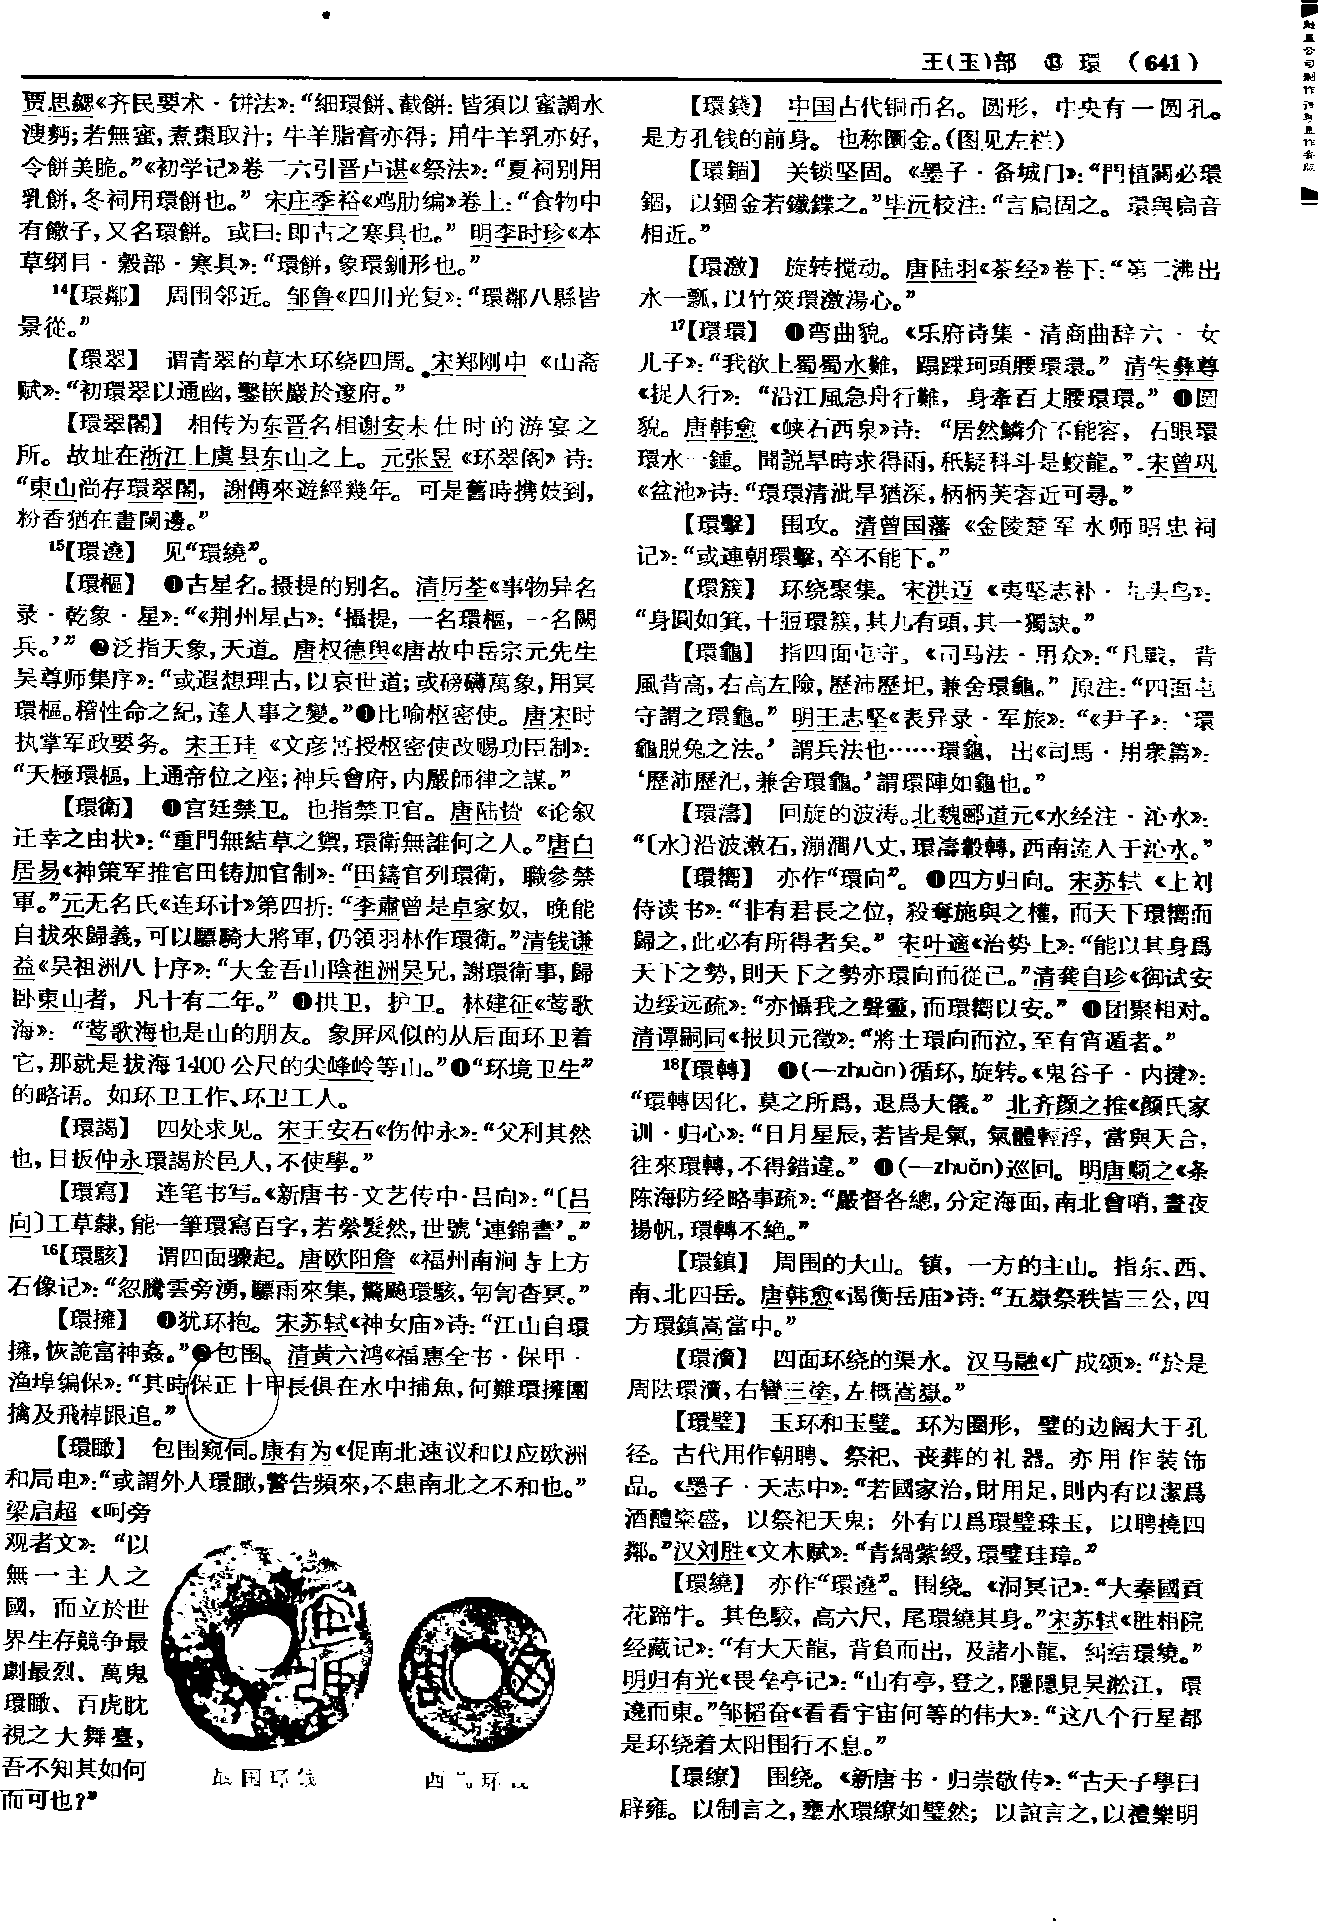 王(玉)部 ⑬ 環 （641）
贾思勰《齐民要术·饼法》：“細環餅、截餅：皆須以蜜調水
溲麪；若無蜜，煮棗取汁；牛羊脂膏亦得；用牛羊乳亦好，
令餅美脆。”《初学记》卷二六引晋卢谌《祭法》：“夏祠别用
乳餅，冬祠用環餅也。” 宋庄季裕《鸡肋编》卷上：“食物中
有馓子，又名環餅。或曰：即古之寒具也。” 明李时珍《本
草纲目·穀部·寒具》：“環餅，象環釧形也。”
14【環鄰】 周围邻近。邹鲁《四川光复》：“環鄰八縣皆
景從。”
【環翠】 谓青翠的草木环绕四周。宋郑刚中《山斋
赋》：“初環翠以通幽，鑿嵌巖於邃府。”
【環翠閣】 相传为东晋名相谢安未仕时的游宴之
所。故址在浙江上虞县东山之上。元张昱《环翠阁》诗：
“東山尚存環翠閣，謝傅來遊經幾年。可是舊時携妓到，
粉香猶在畫闌邊。”
15【環遶】 见“環繞”。
【環樞】 ❶古星名。摄提的别名。清厉荃《事物异名
录·乾象·星》：“《荆州星占》：‘攝提，一名環樞，一名闕
兵。’” ❷泛指天象，天道。唐权德舆《唐故中岳宗元先生
吴尊师集序》：“或遐想理古，以哀世道；或磅礴萬象，用冥
環樞。稽性命之紀，達人事之變。”❸比喻枢密使。唐宋时
执掌军政要务。宋王珪《文彦博授枢密使改赐功臣制》：
“天極環樞，上通帝位之座；神兵會府，内嚴師律之謀。”
【環衛】 ❶宫廷禁卫。也指禁卫官。唐陆贽《论叙
迁幸之由状》：“重門無結草之禦，環衛無誰何之人。”唐白
居易《神策军推官田铸加官制》：“田鑄官列環衛，職參禁
軍。”元无名氏《连环计》第四折：“李肅曾是卓家奴，晚能
自拔來歸義，可以驃騎大將軍，仍領羽林作環衛。”清钱谦
益《吴祖洲八十序》：“大金吾山陰祖洲吴兄，謝環衛事，歸
卧東山者，凡十有二年。” ❷拱卫，护卫。林建征《莺歌
海》：“莺歌海也是山的朋友。象屏风似的从后面环卫着
它，那就是拔海1400公尺的尖峰岭等山。”❸“环境卫生”
的略语。如环卫工作、环卫工人。
【環謁】 四处求见。宋王安石《伤仲永》：“父利其然
也，日扳仲永環謁於邑人，不使學。”
【環寫】 连笔书写。《新唐书·文艺传中·吕向》：“〔吕
向〕工草隸，能一筆環寫百字，若縈髮然，世號‘連錦書’。”
16【環駭】 谓四面骤起。唐欧阳詹《福州南涧寺上方
石像记》：“忽騰雲旁湧，驟雨來集，驚飈環駭，匉訇杳冥。”
【環擁】 ❶犹环抱。宋苏轼《神女庙》诗：“江山自環
擁，恢詭富神姦。”❷包围。清黄六鸿《福惠全书·保甲·
渔埠编保》：“其時保正十甲長俱在水中捕魚，何難環擁圍
擒及飛棹跟追。”
【環瞰】 包围窥伺。康有为《促南北速议和以应欧洲
和局电》：“或謂外人環瞰，警告頻來，不患南北之不和也。”
梁启超《呵旁
观者文》：“以
無一主人之
國，而立於世
界生存競争最
劇最烈、萬鬼
環瞰、百虎眈
視之大舞臺，
吾不知其如何
而可也？”
战国环钱
西 环
【環錢】 中国古代铜币名。圆形，中央有一圆孔。
是方孔钱的前身。也称圜金。（图见左栏）
【環錮】 关锁坚固。《墨子·备城门》：“門植關必環
錮，以錮金若鐵鍱之。”毕沅校注：“言扃固之。環與扃音
相近。”
【環激】 旋转搅动。唐陆羽《茶经》卷下：“第二沸出
水一瓢，以竹筴環激湯心。”
17【環環】 ❶弯曲貌。《乐府诗集·清商曲辞六·女
儿子》：“我欲上蜀蜀水難，蹋蹀珂頭腰環環。” 清朱彝尊
《捉人行》：“沿江風急舟行難，身牽百丈腰環環。” ❷圆
貌。唐韩愈《峡石西泉》诗：“居然鱗介不能容，石眼環
環水一鍾。聞説旱時求得雨，秖疑科斗是蛟龍。”宋曾巩
《盆池》诗：“環環清泚旱猶深，柄柄芙蓉近可尋。”
【環擊】 围攻。清曾国藩《金陵楚军水师昭忠祠
记》：“或連朝環擊，卒不能下。”
【環簇】 环绕聚集。宋洪迈《夷坚志补·九头鸟》：
“身圓如箕，十脰環簇，其九有頭，其一獨缺。”
【環龜】 指四面屯守。《司马法·用众》：“凡戰，背
風背高，右高左險，歷沛歷圮，兼舍環龜。” 原注：“四面屯
守謂之環龜。” 明王志坚《表异录·军旅》：“《尹子》：‘環
龜脱兔之法。’謂兵法也……環龜，出《司馬·用衆篇》：
‘歷沛歷圮，兼舍環龜。’謂環陣如龜也。”
【環濤】 回旋的波涛。北魏郦道元《水经注·沁水》：
“〔水〕沿波漱石，漰澗八丈，環濤轂轉，西南流入于沁水。”
【環嚮】 亦作“環向”。❶四方归向。宋苏轼《上刘
侍读书》：“非有君長之位，殺奪施與之權，而天下環嚮而
歸之，此必有所得者矣。” 宋叶適《治势上》：“能以其身爲
天下之勢，則天下之勢亦環向而從己。”清龚自珍《御试安
边绥远疏》：“亦懾我之聲靈，而環嚮以安。” ❷团聚相对。
清谭嗣同《报贝元徵》：“將士環向而泣，至有宵遁者。”
18【環轉】 ❶(—zhuàn)循环，旋转。《鬼谷子·内揵》：
“環轉因化，莫之所爲，退爲大儀。” 北齐颜之推《颜氏家
训·归心》：“日月星辰，若皆是氣，氣體輕浮，當與天合，
往來環轉，不得錯違。” ❷(—zhuǎn)巡回。明唐顺之《条
陈海防经略事疏》：“嚴督各總，分定海面，南北會哨，晝夜
揚帆，環轉不絶。”
【環鎮】 周围的大山。镇，一方的主山。指东、西、
南、北四岳。唐韩愈《谒衡岳庙》诗：“五嶽祭秩皆三公，四
方環鎮嵩當中。”
【環瀆】 四面环绕的渠水。汉马融《广成颂》：“於是
周阹環瀆，右矕三塗，左概嵩嶽。”
【環璧】 玉环和玉璧。环为圈形，璧的边阔大于孔
径。古代用作朝聘、祭祀、丧葬的礼器。亦用作装饰
品。《墨子·天志中》：“若國家治，財用足，則内有以潔爲
酒醴粢盛，以祭祀天鬼；外有以爲環璧珠玉，以聘撓四
鄰。”汉刘胜《文木赋》：“青緺紫綬，環璧珪璋。”
【環繞】 亦作“環遶”。围绕。《洞冥记》：“大秦國貢
花蹄牛。其色駮，高六尺，尾環繞其身。”宋苏轼《胜相院
经藏记》：“有大天龍，背負而出，及諸小龍，糾結環繞。”
明归有光《畏垒亭记》：“山有亭，登之，隱隱見吴淞江，環
遶而東。”邹韬奋《看看宇宙何等的伟大》：“这八个行星都
是环绕着太阳围行不息。”
【環繚】 围绕。《新唐书·归崇敬传》：“古天子學曰
辟雍。以制言之，壅水環繚如璧然；以誼言之，以禮樂明